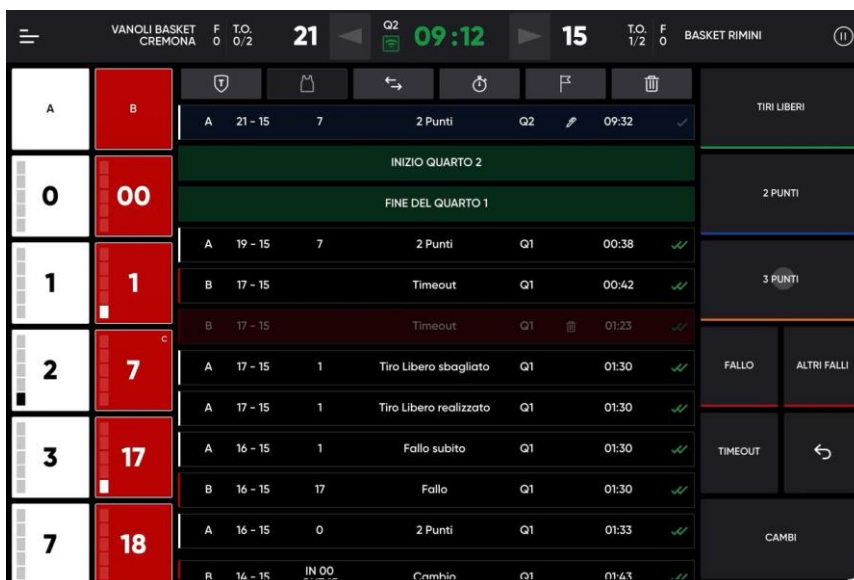 VANOLI BASKET CREMONA F 0 T.O. 0/2 21 Q2 09:12 15 T.O. 1/2 F 0 BASKET RIMINI
A
B
TIRI LIBERI
A 21 - 15 7 2 Punti Q2 09:32
INIZIO QUARTO 2
0
00
2 PUNTI
FINE DEL QUARTO 1
A 19 - 15 7 2 Punti Q1 00:38
1
1
3 PUNTI
B 17 - 15 Timeout Q1 00:42
B 17 - 15 Timeout Q1 01:23
C
2
7
FALLO
ALTRI FALLI
A 17 - 15 1 Tiro Libero sbagliato Q1 01:30
A 17 - 15 1 Tiro Libero realizzato Q1 01:30
3
17
TIMEOUT
A 16 - 15 1 Fallo subito Q1 01:30
B 16 - 15 17 Fallo Q1 01:30
7
18
CAMBI
A 16 - 15 0 2 Punti Q1 01:33
B 14 - 15 IN 00 Cambio Q1 01:43